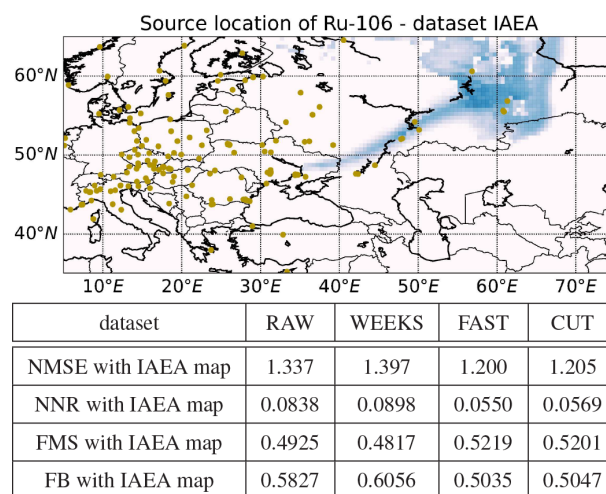 Source location of Ru-106 - dataset IAEA
60°N
50°N
40°N
10°E 20°E 30°E 40°E 50°E 60°E 70°E
dataset RAW WEEKS FAST CUT
NMSE with IAEA map 1.337 1.397 1.200 1.205
NNR with IAEA map 0.0838 0.0898 0.0550 0.0569
FMS with IAEA map 0.4925 0.4817 0.5219 0.5201
FB with IAEA map 0.5827 0.6056 0.5035 0.5047